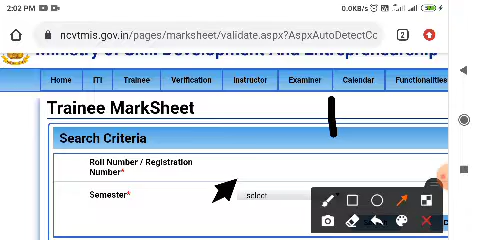 2:02 PM
0.0KB/s
ncvtmis.gov.in/pages/marksheet/validate.aspx?AspxAutoDetectCo
2
Ministry of Skill Development And Entrepreneurship
Home ITI Trainee Verification Instructor Examiner Calendar Functionalities
Trainee MarkSheet
Search Criteria
Roll Number / Registration
Number*
Semester*
select